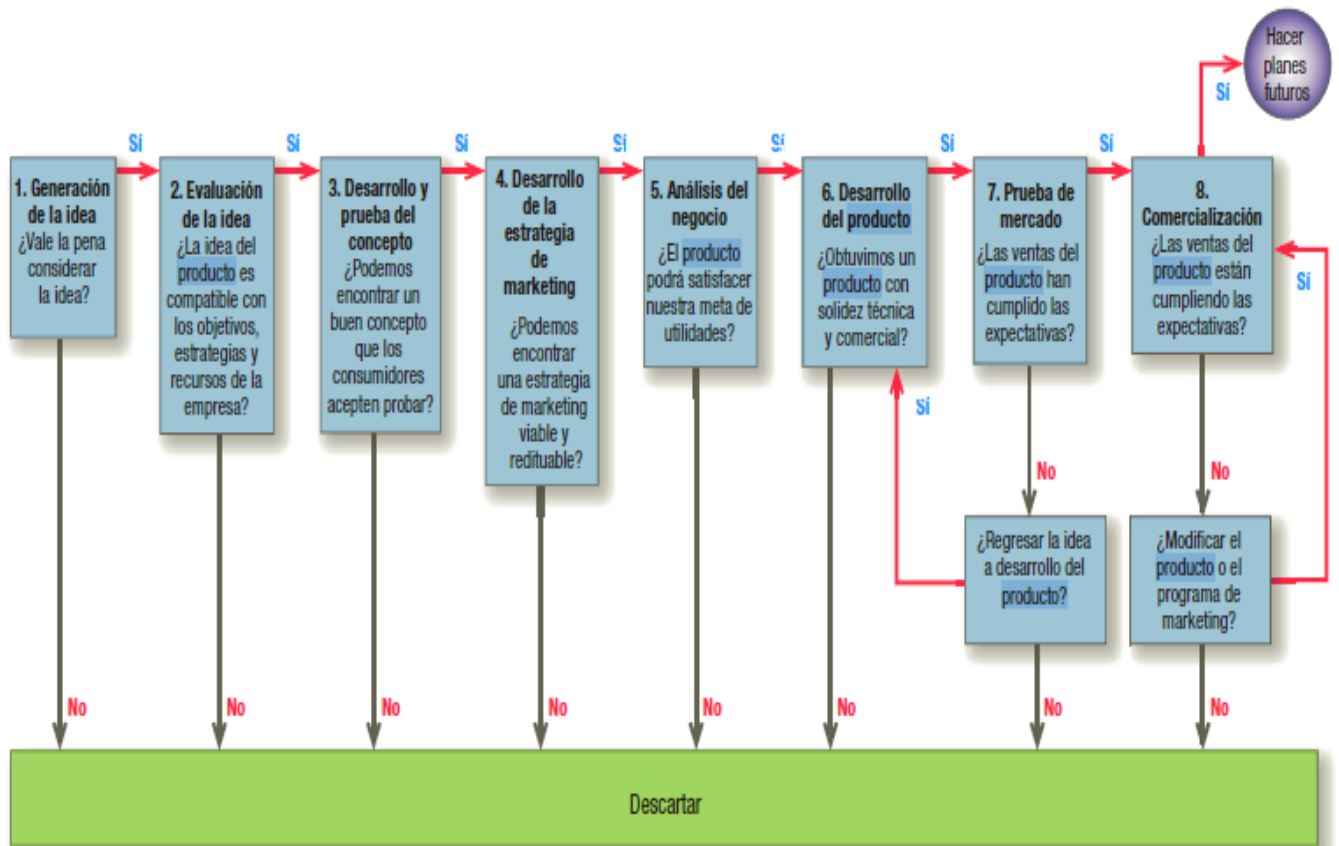 Hacer
planes
futuros
Sí
Sí
Sí
Sí
Sí
Sí
Sí
Sí
1. Generación
de la idea
¿Vale la pena
considerar
la idea?
2. Evaluación
de la idea
¿La idea del
producto es
compatible con
los objetivos,
estrategias y
recursos de la
empresa?
3. Desarrollo y
prueba del
concepto
¿Podemos
encontrar un
buen concepto
que los
consumidores
acepten probar?
4. Desarrollo
de la
estrategia
de
marketing
¿Podemos
encontrar
una estrategia
de marketing
viable y
redituable?
5. Análisis del
negocio
¿El producto
podrá satisfacer
nuestra meta de
utilidades?
6. Desarrollo
del producto
¿Obtuvimos un
producto con
solidez técnica
y comercial?
7. Prueba de
mercado
¿Las ventas del
producto han
cumplido las
expectativas?
8.
Comercialización
¿Las ventas del
producto están
cumpliendo las
expectativas?
Sí
Sí
No
No
¿Regresar la idea
a desarrollo del
producto?
¿Modificar el
producto o el
programa de
marketing?
No
No
No
No
No
No
No
No
Descartar